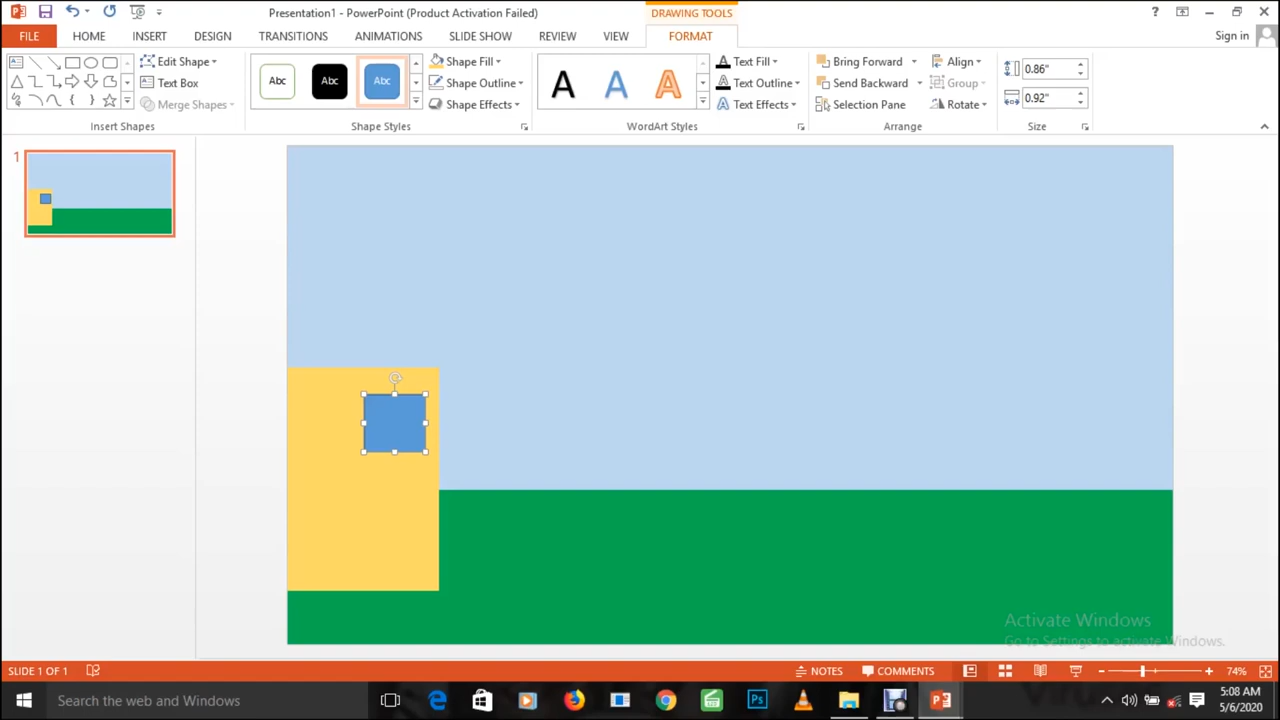 Presentation1 - PowerPoint (Product Activation Failed)
DRAWING TOOLS
?
FILE HOME INSERT DESIGN TRANSITIONS ANIMATIONS SLIDE SHOW REVIEW VIEW FORMAT Sign in
Edit Shape
Text Box
Merge Shapes
Insert Shapes
Abc Abc Abc
Shape Fill
Shape Outline
Shape Effects
Shape Styles
A A A
Text Fill
Text Outline
Text Effects
WordArt Styles
Bring Forward
Send Backward
Selection Pane
Align
Group
Rotate
Arrange
0.86"
0.92"
Size
1
Activate Windows
Go to Settings to activate Windows.
SLIDE 1 OF 1 NOTES COMMENTS 74%
Search the web and Windows
Ps
5:08 AM
5/6/2020